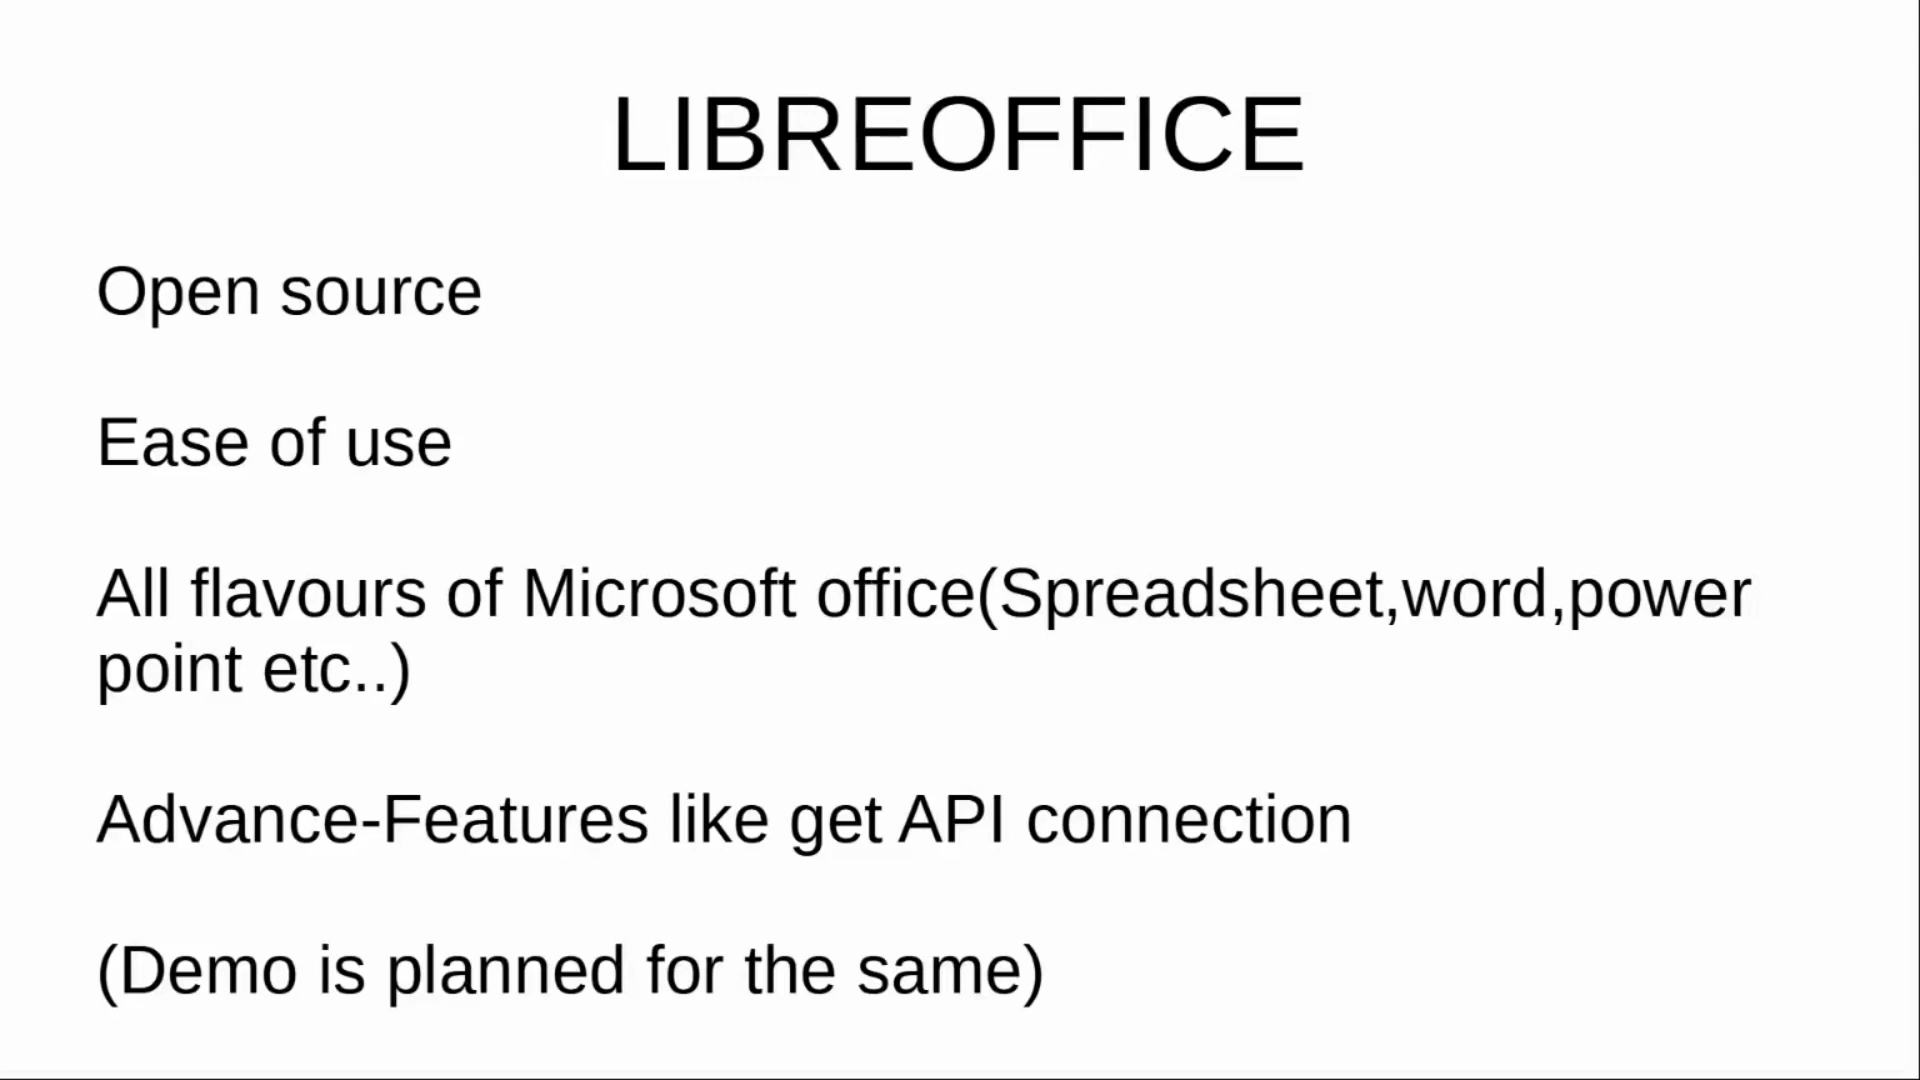 LIBREOFFICE
Open source
Ease of use
All flavours of Microsoft office(Spreadsheet,word,power
point etc..)
Advance-Features like get API connection
(Demo is planned for the same)